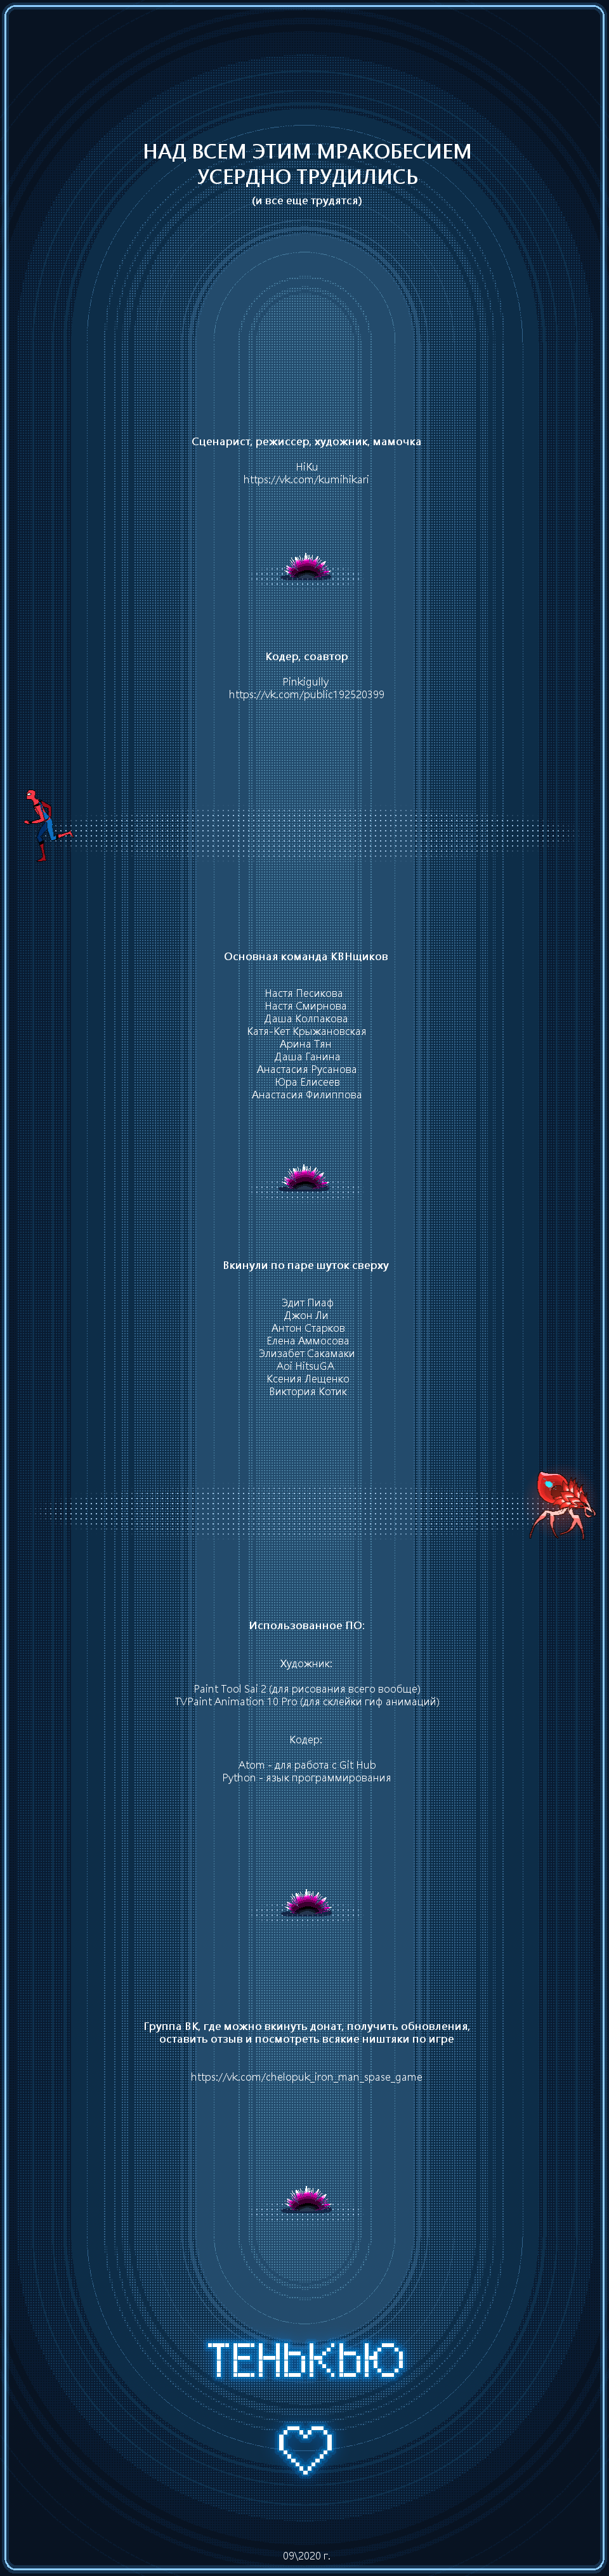 НАД ВСЕМ ЭТИМ МРАКОБЕСИЕМ
УСЕРДНО ТРУДИЛИСЬ
(и все еще трудятся)
Сценарист, режиссер, художник, мамочка
HiKu
https://vk.com/kumihikari
Кодер, соавтор
Pinkigully
https://vk.com/public192520399
Основная команда КВНщиков
Настя Песикова
Настя Смирнова
Даша Колпакова
Катя-Кет Крыжановская
Арина Тян
Даша Ганина
Анастасия Русанова
Юра Елисеев
Анастасия Филиппова
Вкинули по паре шуток сверху
Эдит Пиаф
Джон Ли
Антон Старков
Елена Аммосова
Элизабет Сакамаки
Aoi HitsuGA
Ксения Лещенко
Виктория Котик
Использованное ПО:
Художник:
Paint Tool Sai 2 (для рисования всего вообще)
TVPaint Animation 10 Pro (для склейки гиф анимаций)
Кодер:
Atom - для работа с Git Hub
Python - язык программирования
Группа ВК, где можно вкинуть донат, получить обновления,
оставить отзыв и посмотреть всякие ништяки по игре
https://vk.com/chelopuk_iron_man_spase_game
ТЕНЬКЬЮ
09\2020 г.